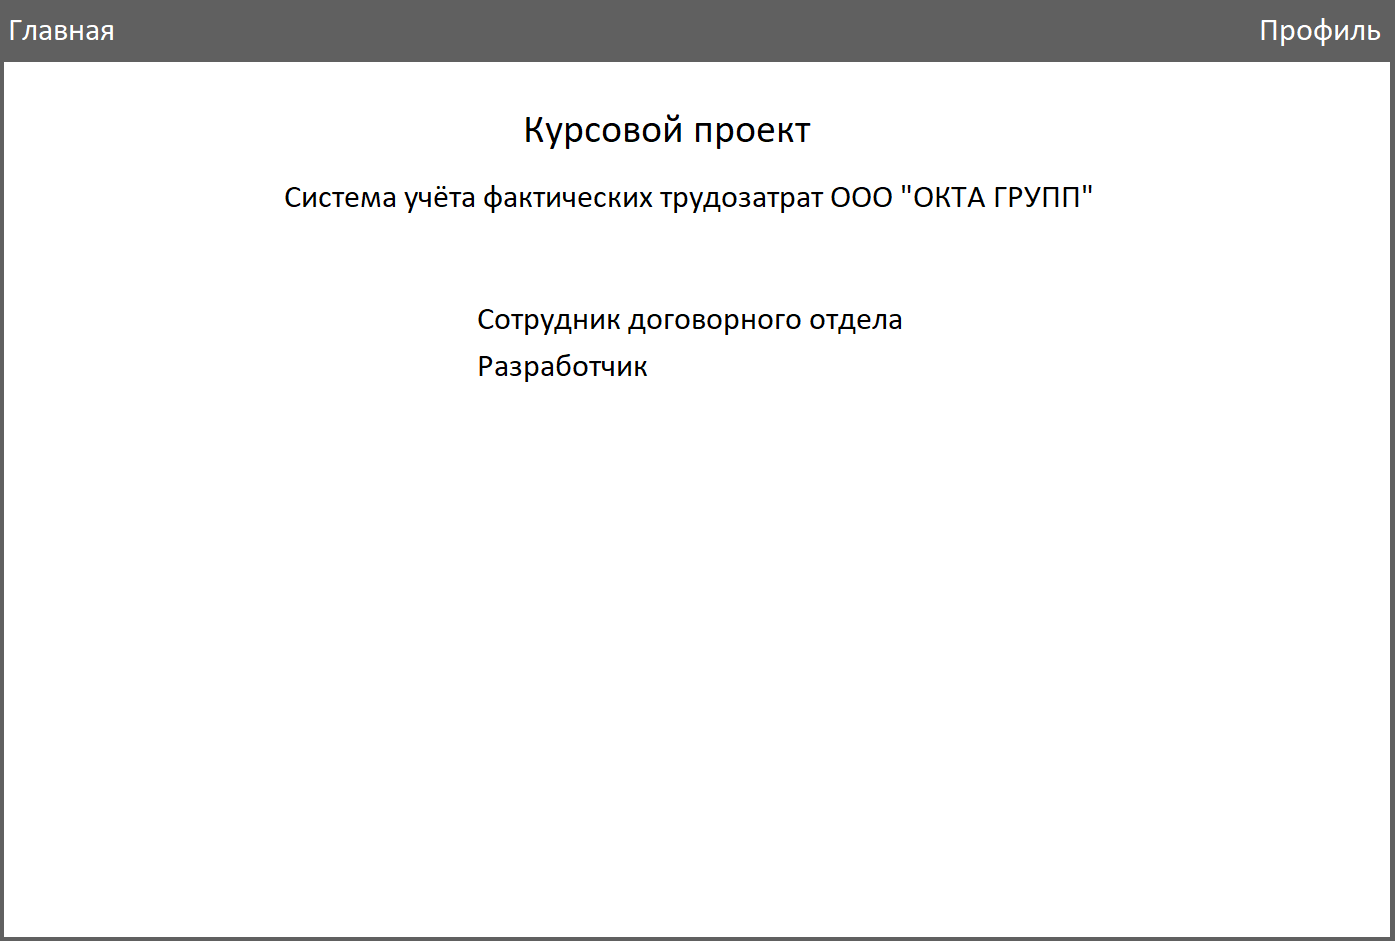 Главная
Профиль
Курсовой проект
Система учёта фактических трудозатрат ООО "ОКТА ГРУПП"
Сотрудник договорного отдела
Разработчик